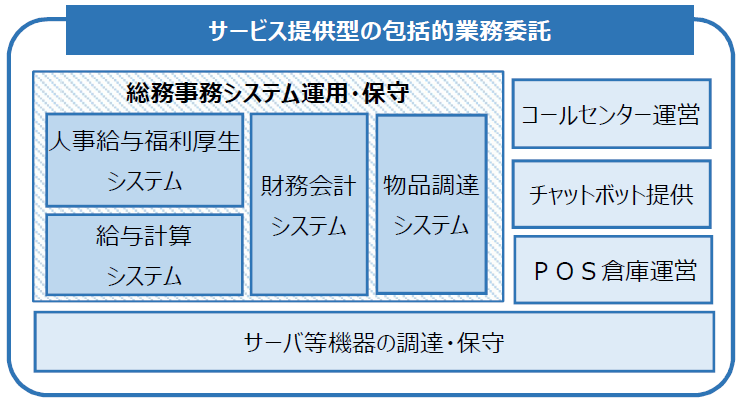 サービス提供型の包括的業務委託
総務事務システム運用・保守
人事給与福利厚生
システム
給与計算
システム
財務会計
システム
物品調達
システム
コールセンター運営
チャットボット提供
ＰＯＳ倉庫運営
サーバ等機器の調達・保守